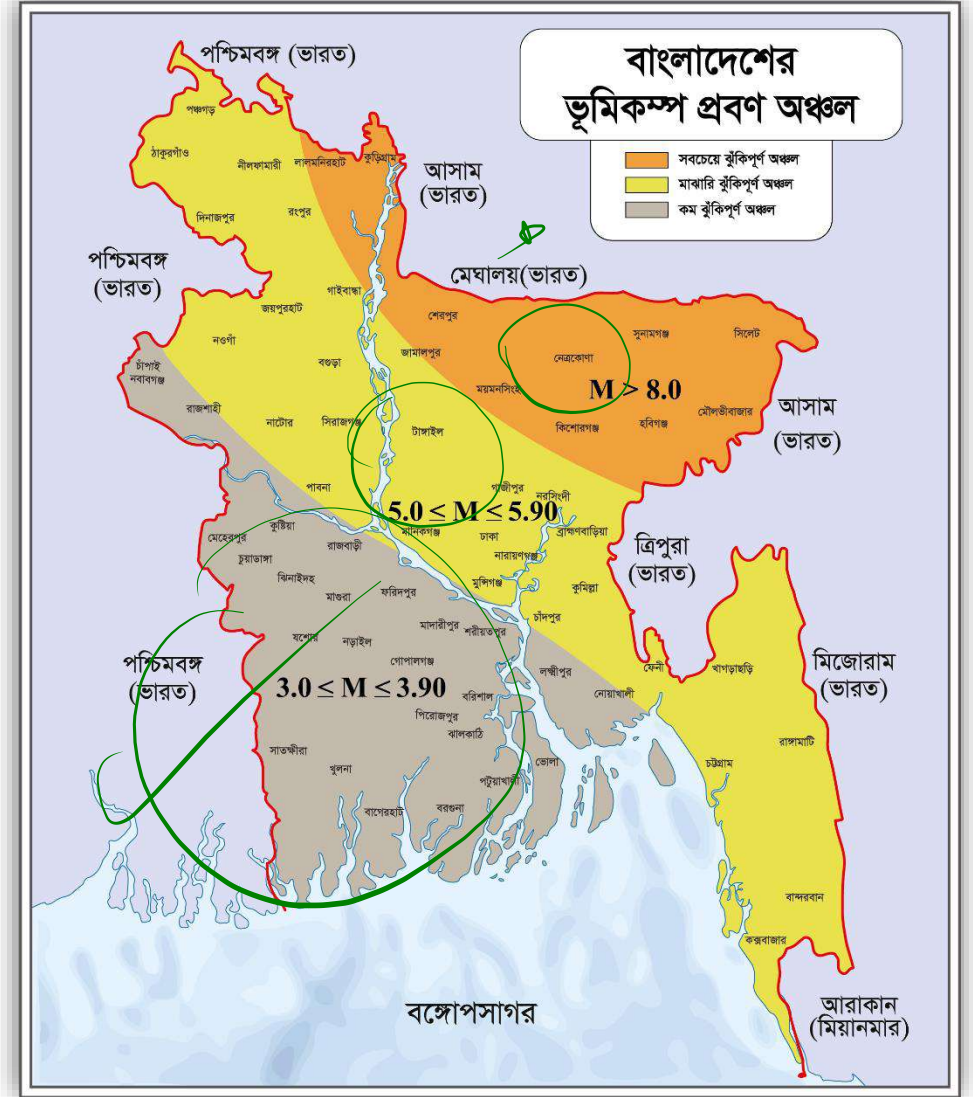 বাংলাদেশের
ভূমিকম্প প্রবণ অঞ্চল
সবচেয়ে ঝুঁকিপূর্ণ অঞ্চল
মাঝারি ঝুঁকিপূর্ণ অঞ্চল
কম ঝুঁকিপূর্ণ অঞ্চল
পশ্চিমবঙ্গ (ভারত)
পঞ্চগড়
ঠাকুরগাঁও
নীলফামারী
লালমনিরহাট
কুড়িগ্রাম
আসাম
(ভারত)
দিনাজপুর
রংপুর
পশ্চিমবঙ্গ
(ভারত)
মেঘালয়(ভারত)
গাইবান্ধা
জয়পুরহাট
শেরপুর
নওগাঁ
সুনামগঞ্জ
সিলেট
বগুড়া
জামালপুর
নেত্রকোণা
চাঁপাই
নবাবগঞ্জ
ময়মনসিংহ
M > 8.0
রাজশাহী
নাটোর
সিরাজগঞ্জ
টাঙ্গাইল
কিশোরগঞ্জ
হবিগঞ্জ
মৌলভীবাজার
আসাম
(ভারত)
পাবনা
গাজীপুর
নরসিংদী
5.0 ≤ M ≤ 5.90
কুষ্টিয়া
মানিকগঞ্জ
ঢাকা
ব্রাহ্মণবাড়িয়া
মেহেরপুর
চুয়াডাঙ্গা
রাজবাড়ী
নারায়ণগঞ্জ
ত্রিপুরা
(ভারত)
ঝিনাইদহ
মাগুরা
ফরিদপুর
মুন্সিগঞ্জ
কুমিল্লা
যশোর
নড়াইল
মাদারীপুর
শরীয়তপুর
চাঁদপুর
পশ্চিমবঙ্গ
(ভারত)
গোপালগঞ্জ
লক্ষ্মীপুর
ফেনী
খাগড়াছড়ি
মিজোরাম
(ভারত)
3.0 ≤ M ≤ 3.90
বরিশাল
নোয়াখালী
পিরোজপুর
ঝালকাঠি
সাতক্ষীরা
খুলনা
ভোলা
চট্টগ্রাম
রাঙ্গামাটি
পটুয়াখালী
বাগেরহাট
বরগুনা
বান্দরবান
কক্সবাজার
বঙ্গোপসাগর
আরাকান
(মিয়ানমার)